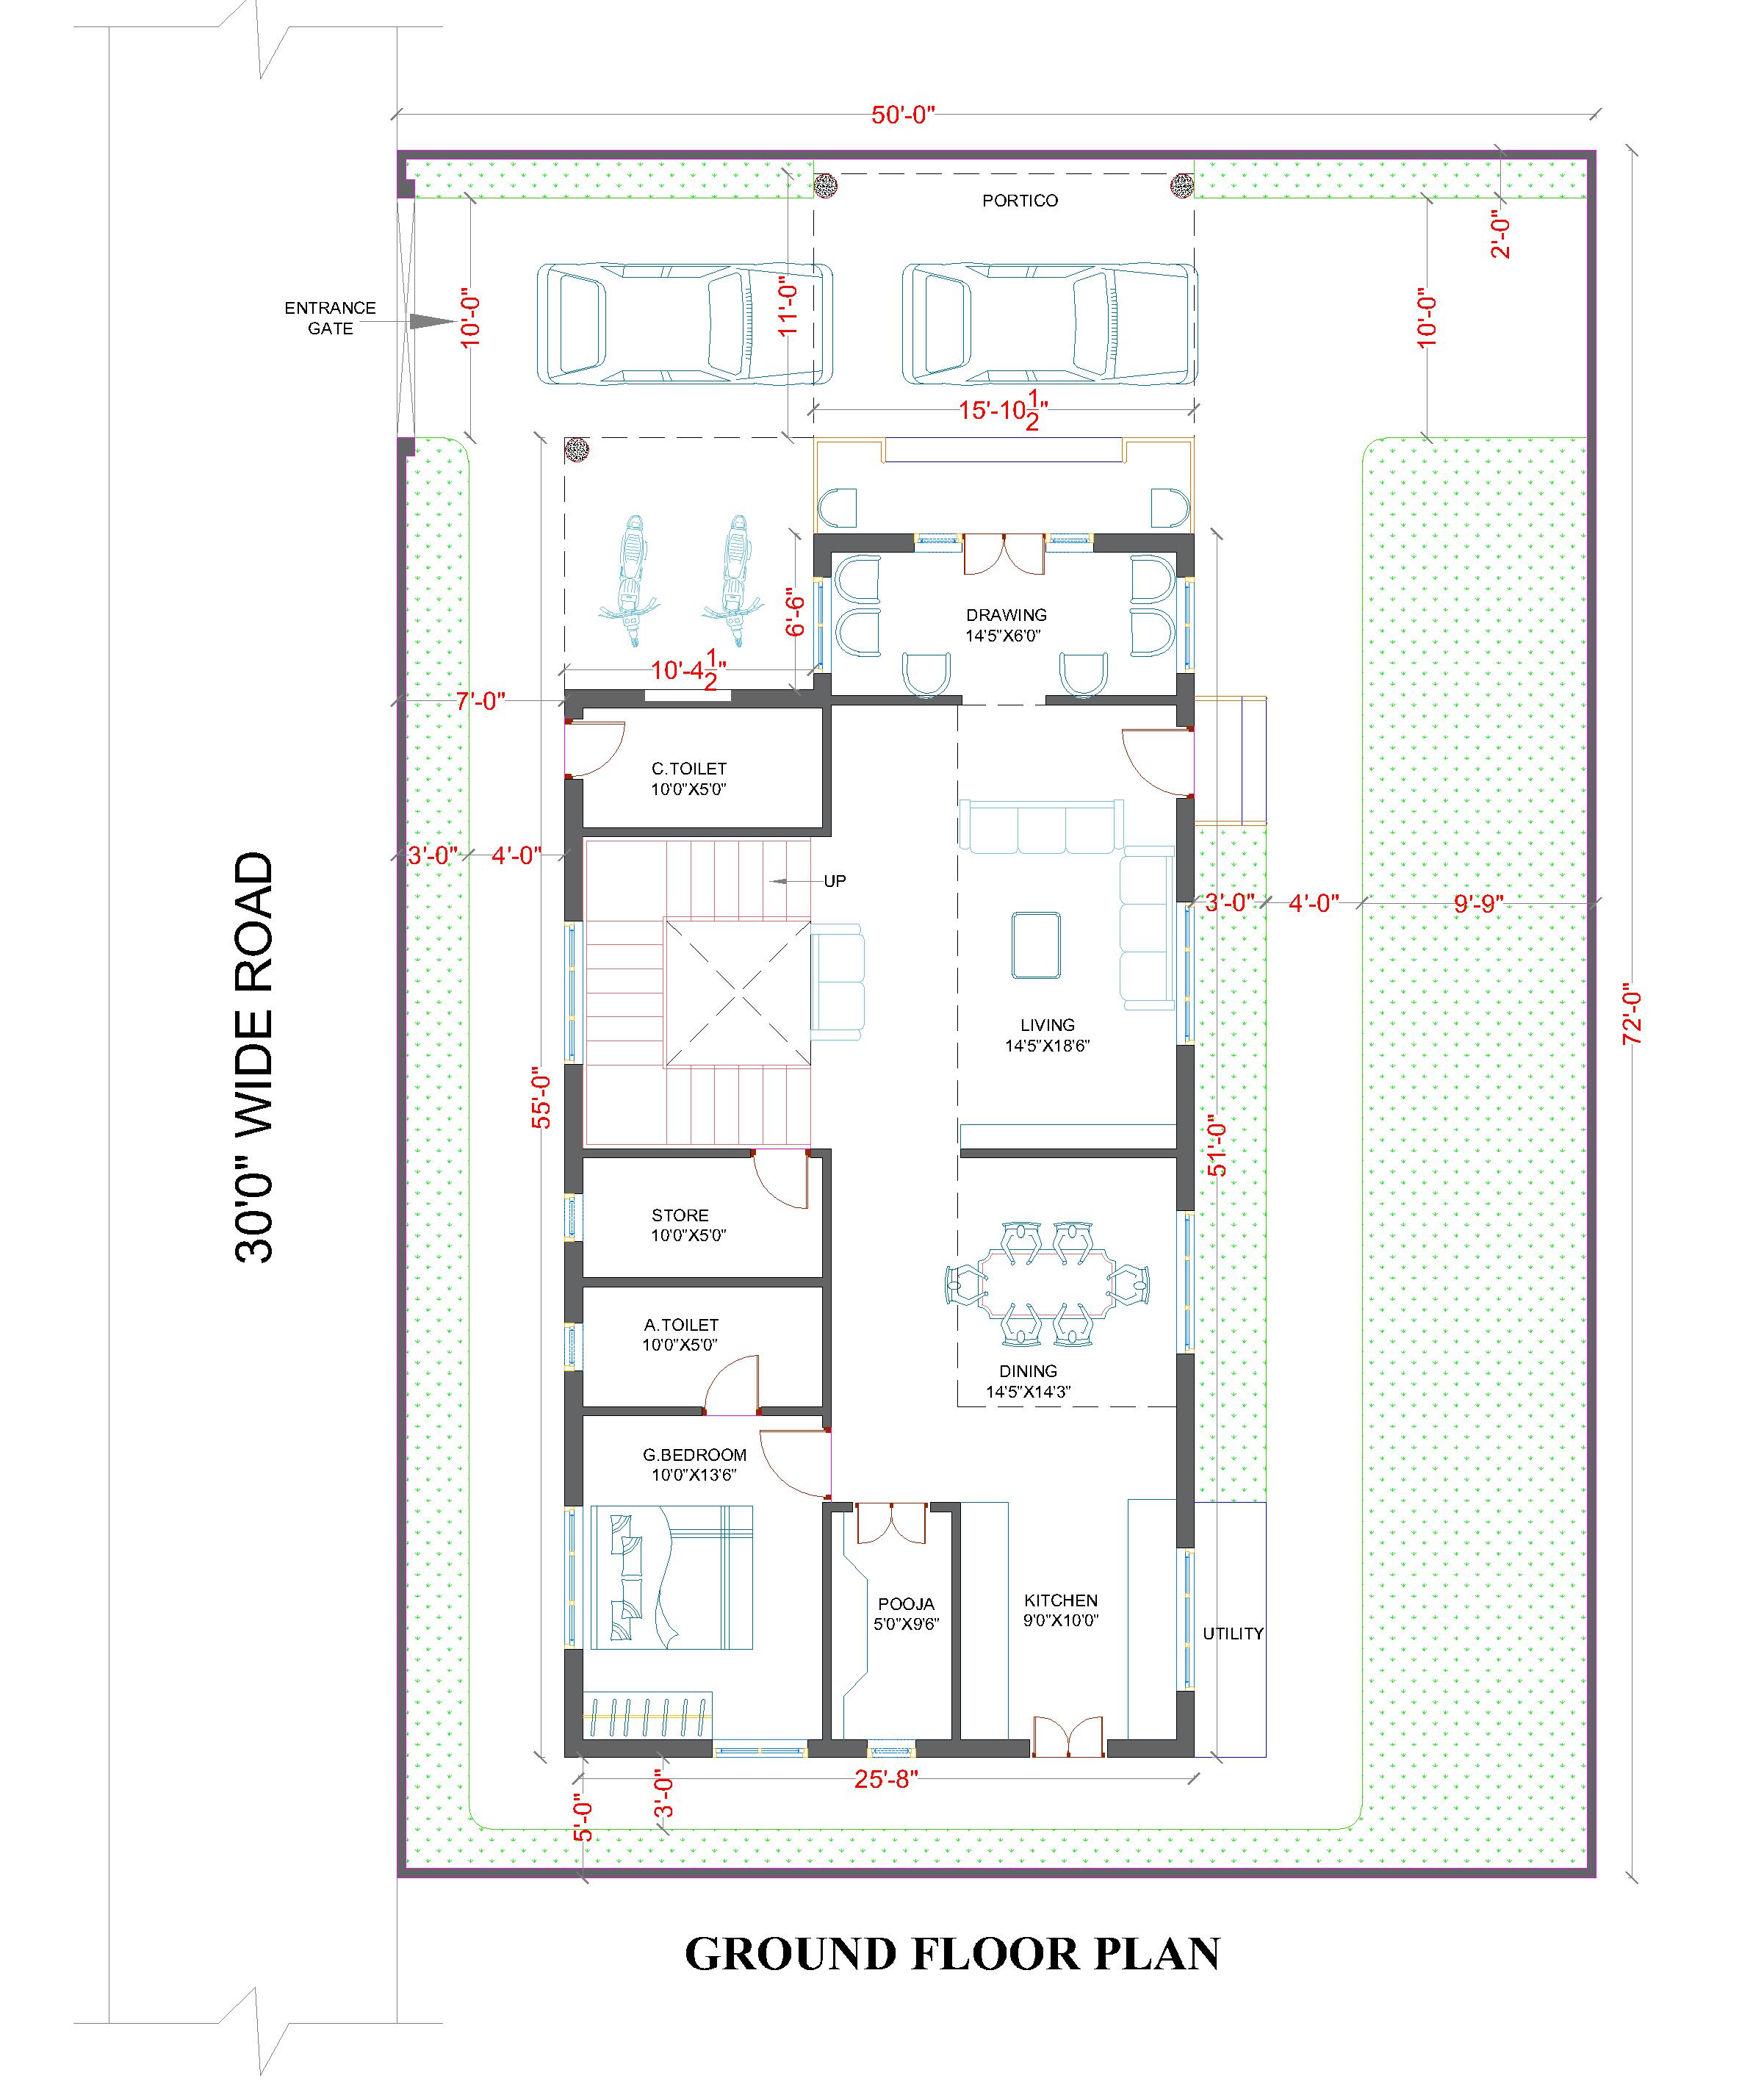 50'-0"
PORTICO
2'-0"
ENTRANCE
GATE
10'-0"
11'-0"
10'-0"
15'-10 1/2"
DRAWING
14'5"X6'0"
6'-6"
10'-4 1/2"
7'-0"
C.TOILET
10'0"X5'0"
3'-0"
4'-0"
UP
3'-0"
4'-0"
9'-9"
30'0" WIDE ROAD
72'-0"
LIVING
14'5"X18'6"
55'-0"
51'-0"
STORE
10'0"X5'0"
A.TOILET
10'0"X5'0"
DINING
14'5"X14'3"
G.BEDROOM
10'0"X13'6"
POOJA
5'0"X9'6"
KITCHEN
9'0"X10'0"
UTILITY
25'-8"
3'-0"
5'-0"
GROUND FLOOR PLAN